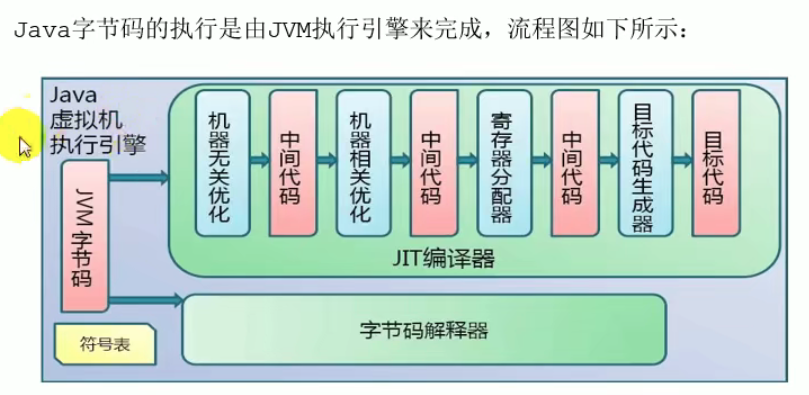 Java字节码的执行是由JVM执行引擎来完成，流程图如下所示：
Java
虚拟机
执行引擎
JVM字节码
符号表
机器无关优化
中间代码
机器相关优化
中间代码
寄存器分配器
中间代码
目标代码生成器
目标代码
JIT编译器
字节码解释器